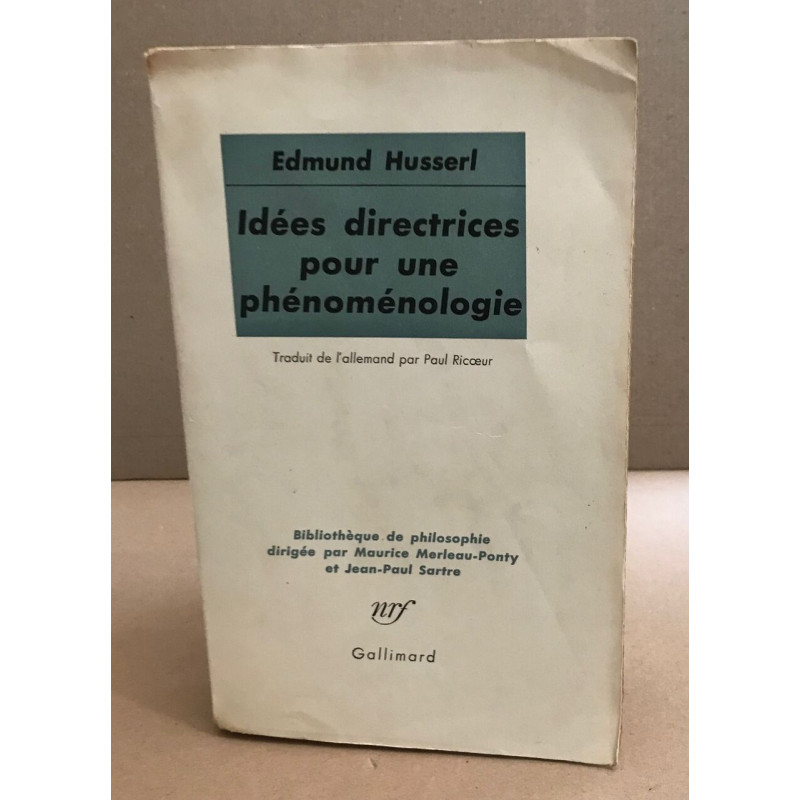 Edmund Husserl
Idées directrices
pour une
phénoménologie
Traduit de l'allemand par Paul Ricœur
Bibliothèque de philosophie
dirigée par Maurice Merleau-Ponty
et Jean-Paul Sartre
nrf
Gallimard